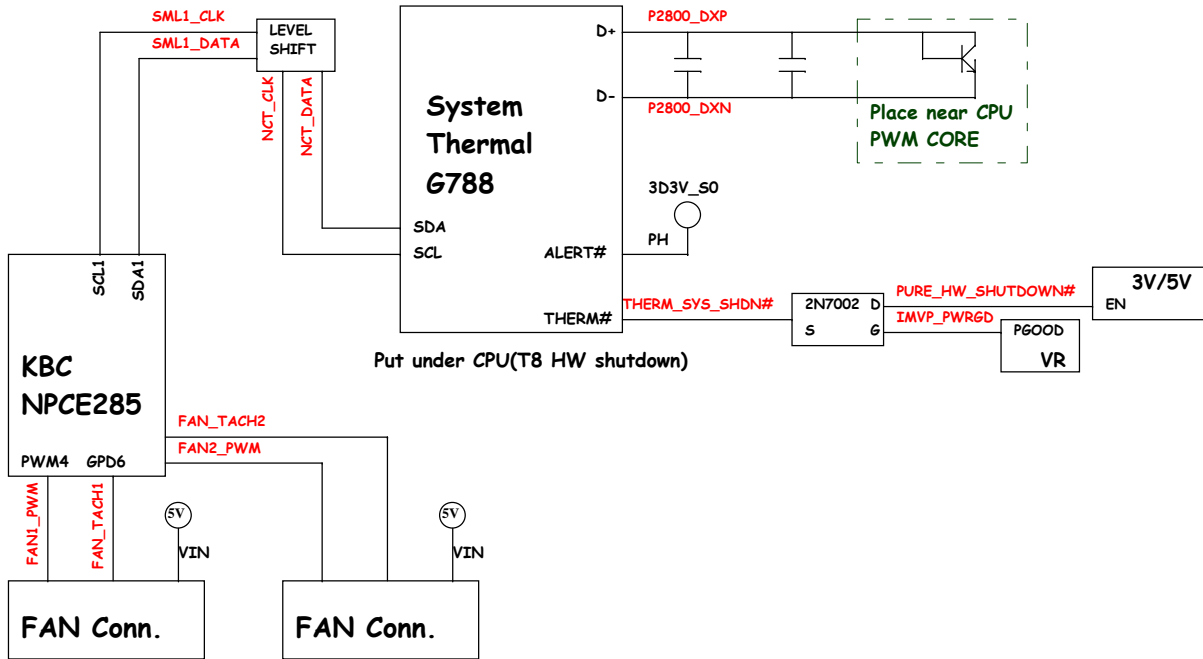 SML1_CLK
SML1_DATA
LEVEL
SHIFT
NCT_CLK
NCT_DATA
System
Thermal
G788
D+
D-
SDA
SCL
ALERT#
THERM#
P2800_DXP
P2800_DXN
Place near CPU
PWM CORE
3D3V_S0
PH
THERM_SYS_SHDN#
2N7002
D
S
G
PURE_HW_SHUTDOWN#
IMVP_PWRGD
3V/5V
EN
PGOOD
VR
Put under CPU(T8 HW shutdown)
SCL1
SDA1
KBC
NPCE285
PWM4
GPD6
FAN_TACH2
FAN2_PWM
FAN1_PWM
FAN_TACH1
5V
VIN
5V
VIN
FAN Conn.
FAN Conn.